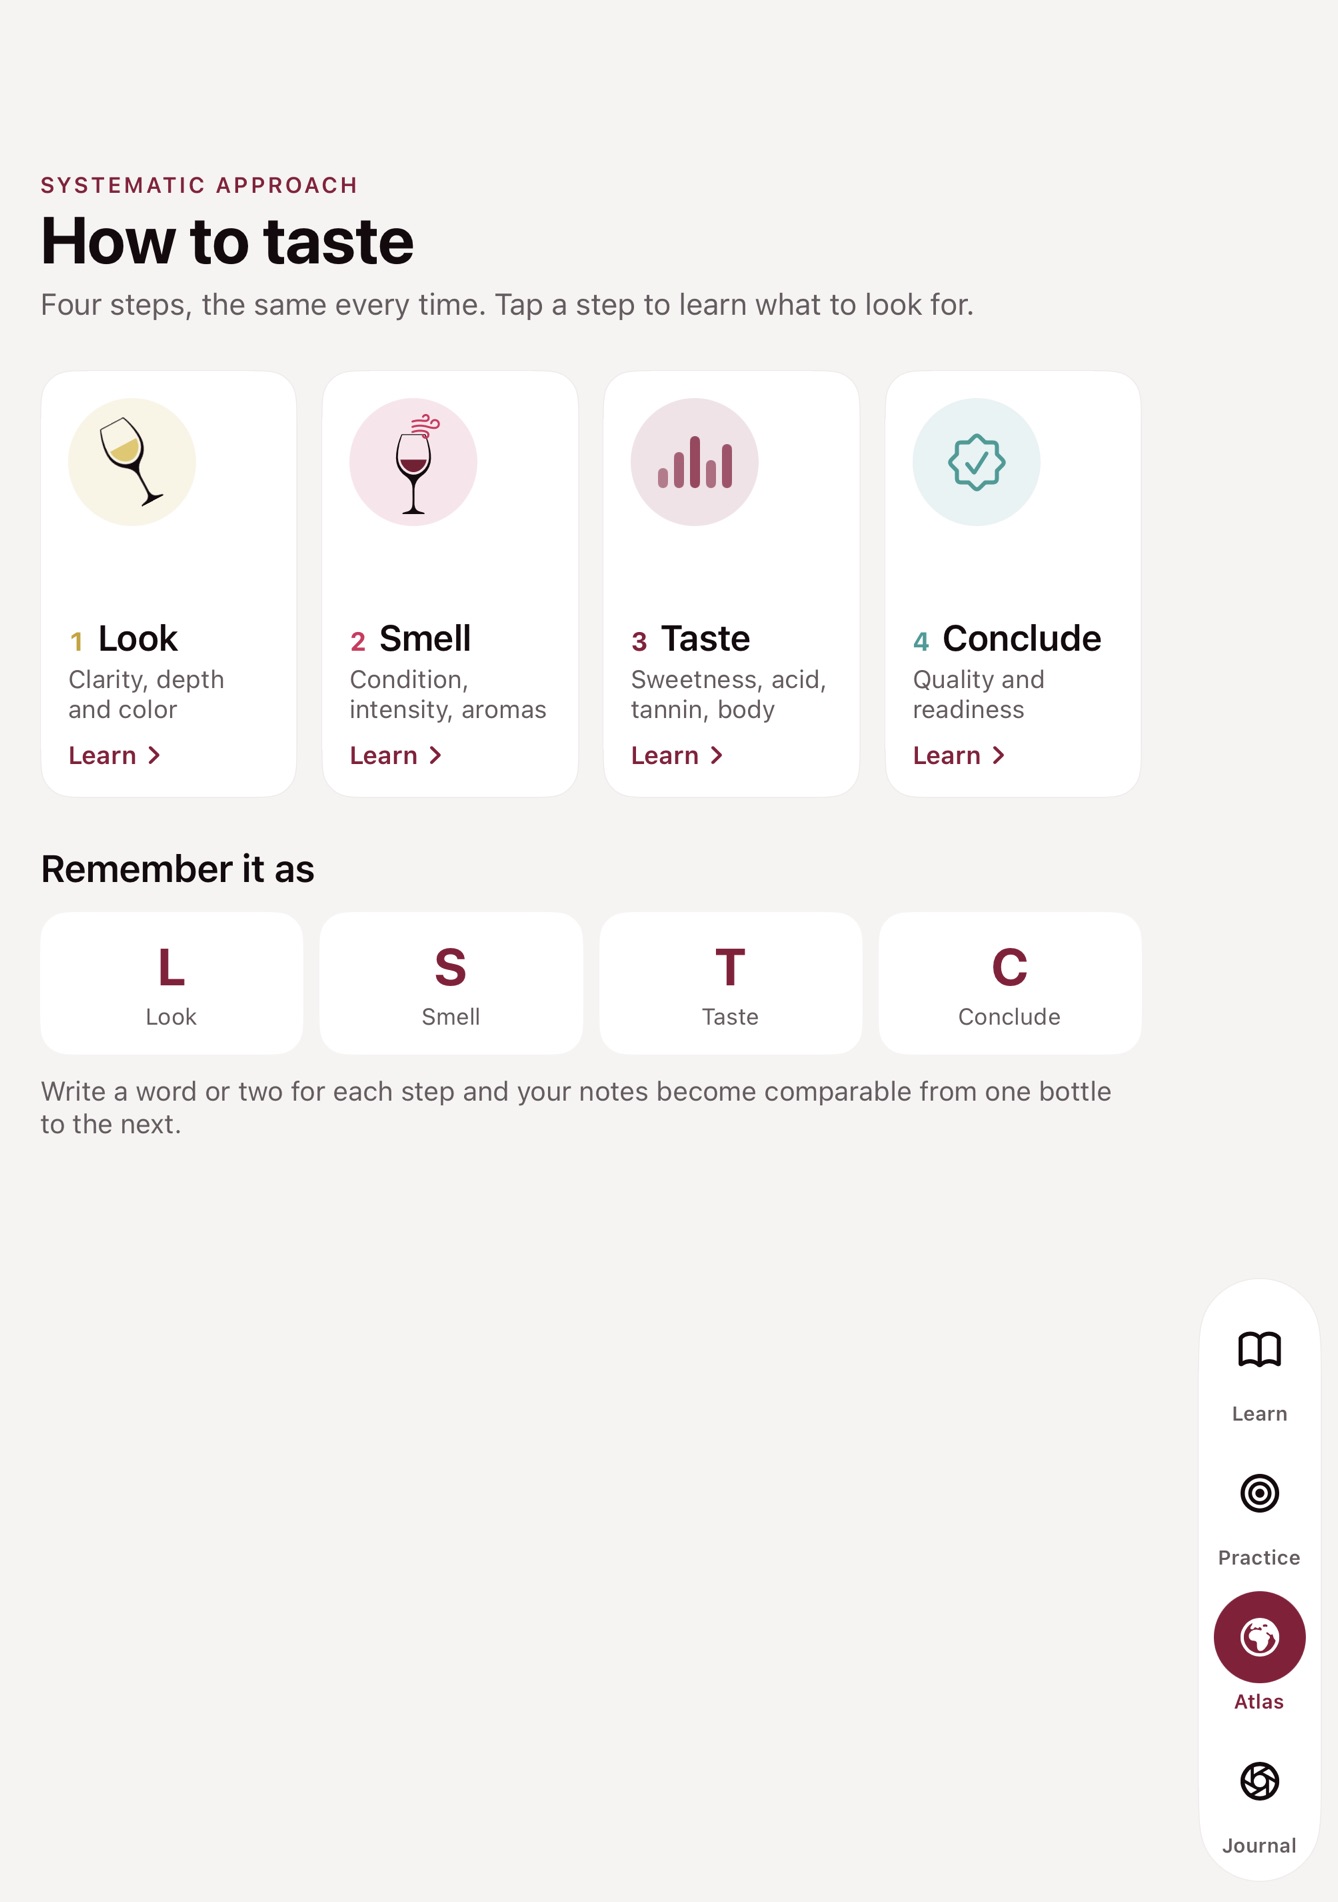 SYSTEMATIC APPROACH
How to taste
Four steps, the same every time. Tap a step to learn what to look for.
1 Look
Clarity, depth
and color
Learn
2 Smell
Condition,
intensity, aromas
Learn
3 Taste
Sweetness, acid,
tannin, body
Learn
4 Conclude
Quality and
readiness
Learn
Remember it as
L
Look
S
Smell
T
Taste
C
Conclude
Write a word or two for each step and your notes become comparable from one bottle
to the next.
Learn
Practice
Atlas
Journal